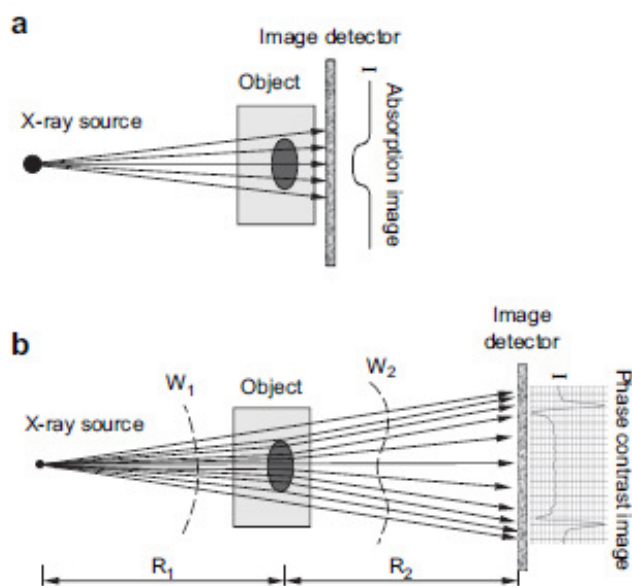 a
Image detector
Object
X-ray source
I
Absorption image
b
Image
detector
W1
Object
W2
X-ray source
I
Phase contrast image
R1
R2